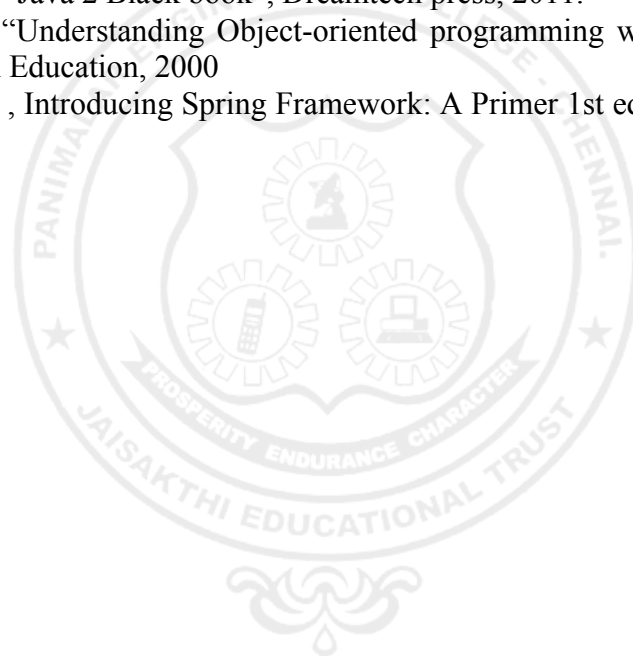 Java 2 Black book”, Dreamtech press, 2011.
“Understanding Object-oriented programming w
Education, 2000
, Introducing Spring Framework: A Primer 1st ed
CHENNAI.
PROSPERITY ENDURANCE CHARACTER
JAISAKTHI EDUCATIONAL TRUST